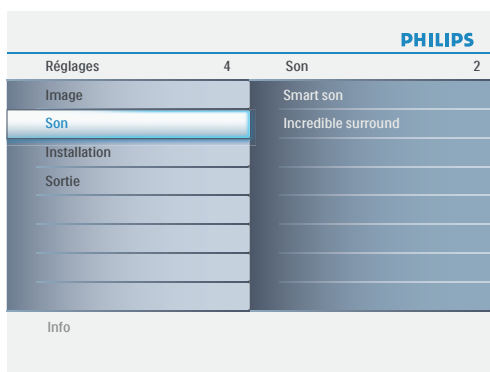 PHILIPS
Réglages 4 Son 2
Image Smart son
Son Incredible surround
Installation
Sortie
Info